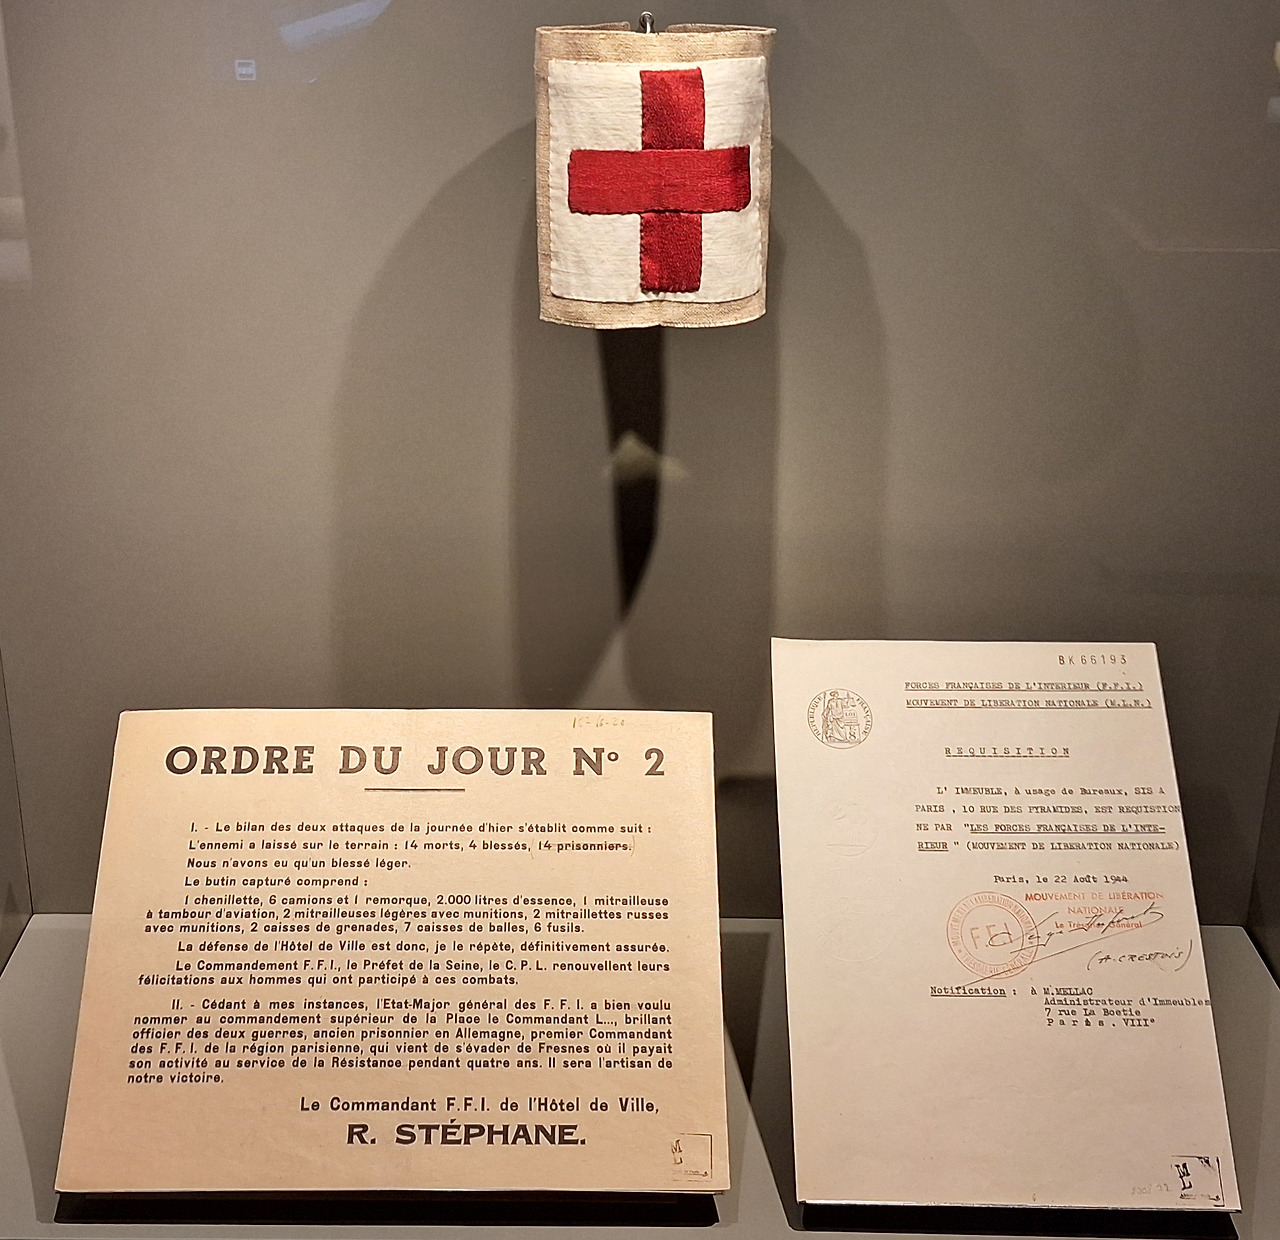 ORDRE DU JOUR No 2
I. - Le bilan des deux attaques de la journée d'hier s'établit comme suit :
L'ennemi a laissé sur le terrain : 14 morts, 4 blessés, 14 prisonniers.
Nous n'avons eu qu'un blessé léger.
Le butin capturé comprend :
1 chenillette, 6 camions et 1 remorque, 2.000 litres d'essence, 1 mitrailleuse
à tambour d'aviation, 2 mitrailleuses légères avec munitions, 2 mitraillettes russes
avec munitions, 2 caisses de grenades, 7 caisses de balles, 6 fusils.
La défense de l'Hôtel de Ville est donc, je le répète, définitivement assurée.
Le Commandement F.F.I., le Préfet de la Seine, le C.P.L. renouvellent leurs
félicitations aux hommes qui ont participé à ces combats.
II. - Cédant à mes instances, l'Etat-Major général des F.F.I. a bien voulu
nommer au commandement supérieur de la Place le Commandant L..., brillant
officier des deux guerres, ancien prisonnier en Allemagne, premier Commandant
des F.F.I. de la région parisienne, qui vient de s'évader de Fresnes où il payait
son activité au service de la Résistance pendant quatre ans. Il sera l'artisan de
notre victoire.
Le Commandant F.F.I. de l'Hôtel de Ville,
R. STÉPHANE.
BK66193
FORCES FRANÇAISES DE L'INTERIEUR (F.F.I.)
MOUVEMENT DE LIBERATION NATIONALE (M.L.N.)
REPUBLIQUE FRANÇAISE
REQUISITION
L' IMMEUBLE, à usage de Bureaux, SIS A
PARIS , 10 RUE DES PYRAMIDES, EST REQUISTION
NE PAR "LES FORCES FRANÇAISES DE L'INTE-
RIEUR " (MOUVEMENT DE LIBERATION NATIONALE)
Paris, le 22 Août 1944
MOUVEMENT DE LIBÉRATION
NATIONALE
Le Trésorier Général
FFI
(A. CRESTOIS)
Notification : à M.MELLAC
Administrateur d'Immeubles
7 rue La Boetie
Paris. VIII°